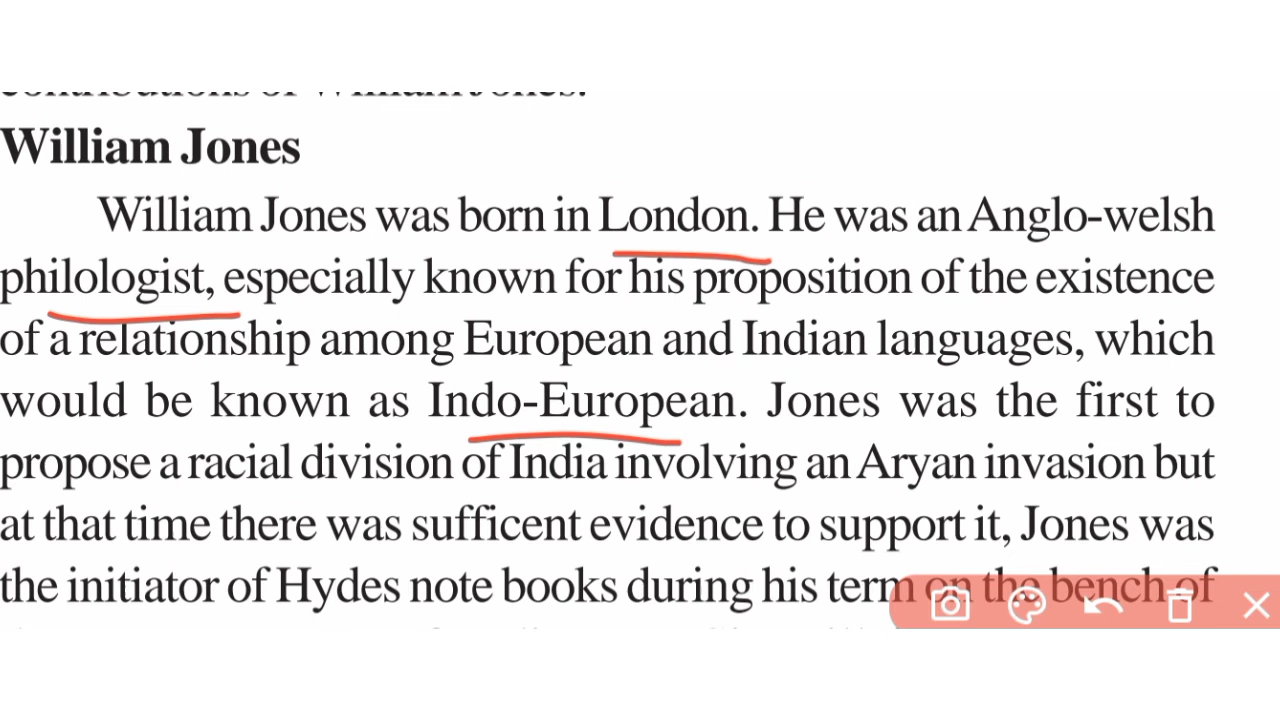 contributions of William Jones.
William Jones
William Jones was born in London. He was an Anglo-welsh
philologist, especially known for his proposition of the existence
of a relationship among European and Indian languages, which
would be known as Indo-European. Jones was the first to
propose a racial division of India involving an Aryan invasion but
at that time there was sufficent evidence to support it, Jones was
the initiator of Hydes note books during his term on the bench of